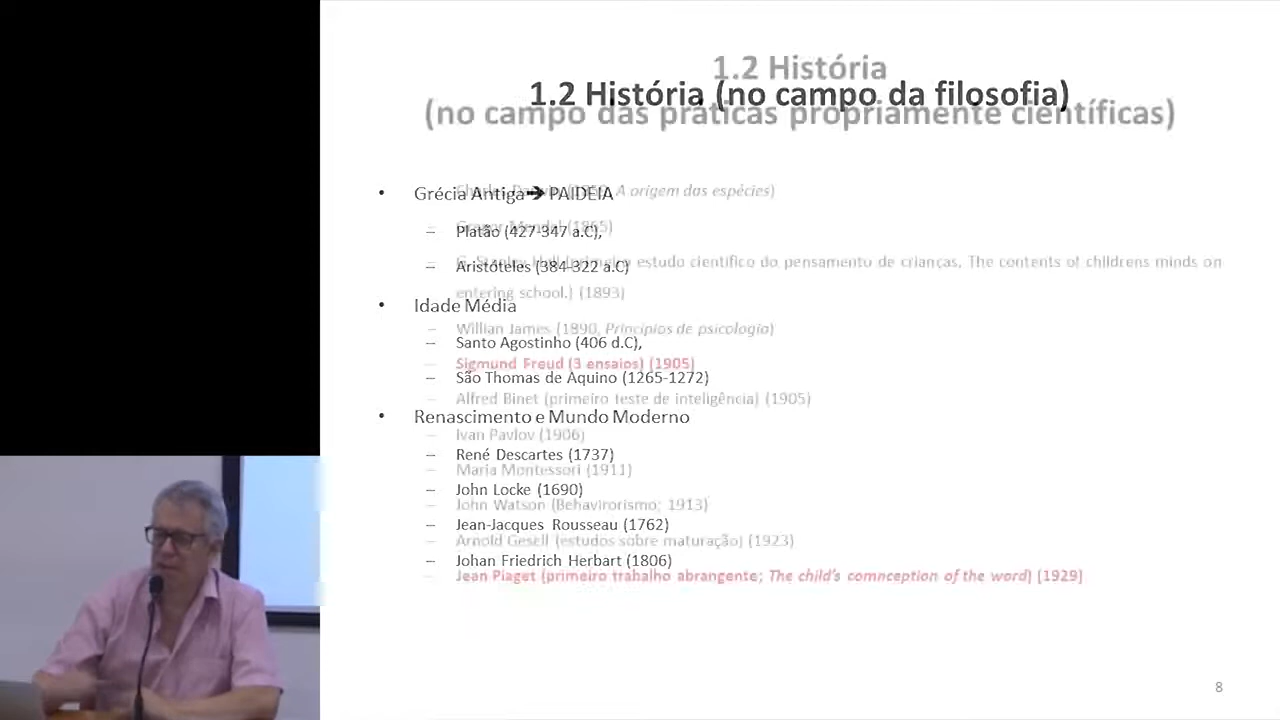 1.2 História (no campo da filosofia)
• Grécia Antiga ➔ PAIDEIA
– Platão (427-347 a.C),
– Aristóteles (384-322 a.C)
• Idade Média
– Santo Agostinho (406 d.C),
– São Thomas de Aquino (1265-1272)
• Renascimento e Mundo Moderno
– René Descartes (1737)
– John Locke (1690)
– Jean-Jacques Rousseau (1762)
– Johan Friedrich Herbart (1806)
1.2 História
(no campo das práticas propriamente científicas)
A origem das espécies)
estudo científico do pensamento de crianças. The contents of childrens minds on
entering school.) (1893)
– Willian James (1890, Princípios de psicologia)
– Sigmund Freud (3 ensaios) (1905)
– Alfred Binet (primeiro teste de inteligência) (1905)
– Ivan Pavlov (1906)
– Maria Montessori (1911)
– John Watson (Behavirorismo; 1913)
– Arnold Gesell (estudos sobre maturação) (1923)
– Jean Piaget (primeiro trabalho abrangente; The child's comnception of the word) (1929)
8